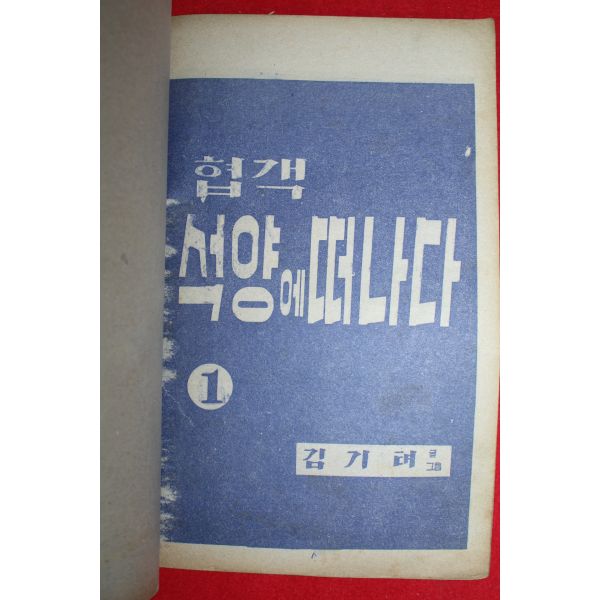 협객
석양에떠나다
1
김기태 글 그림